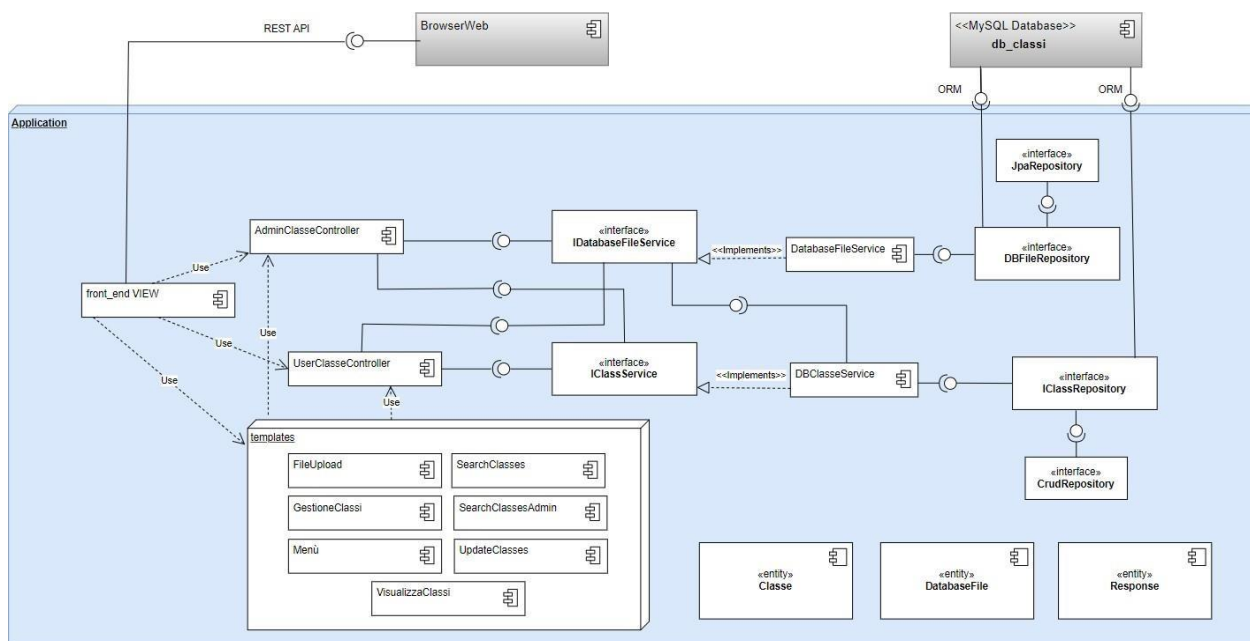 REST API
BrowserWeb
<<MySQL Database>>
db_classi
ORM
ORM
Application
«interface»
JpaRepository
AdminClasseController
«interface»
IDatabaseFileService
<<Implements>>
DatabaseFileService
«interface»
DBFileRepository
Use
front_end VIEW
Use
Use
Use
UserClasseController
«interface»
IClassService
<<Implements>>
DBClasseService
«interface»
IClassRepository
Use
templates
FileUpload
SearchClasses
«interface»
CrudRepository
GestioneClassi
SearchClassesAdmin
Menù
UpdateClasses
VisualizzaClassi
«entity»
Classe
«entity»
DatabaseFile
«entity»
Response